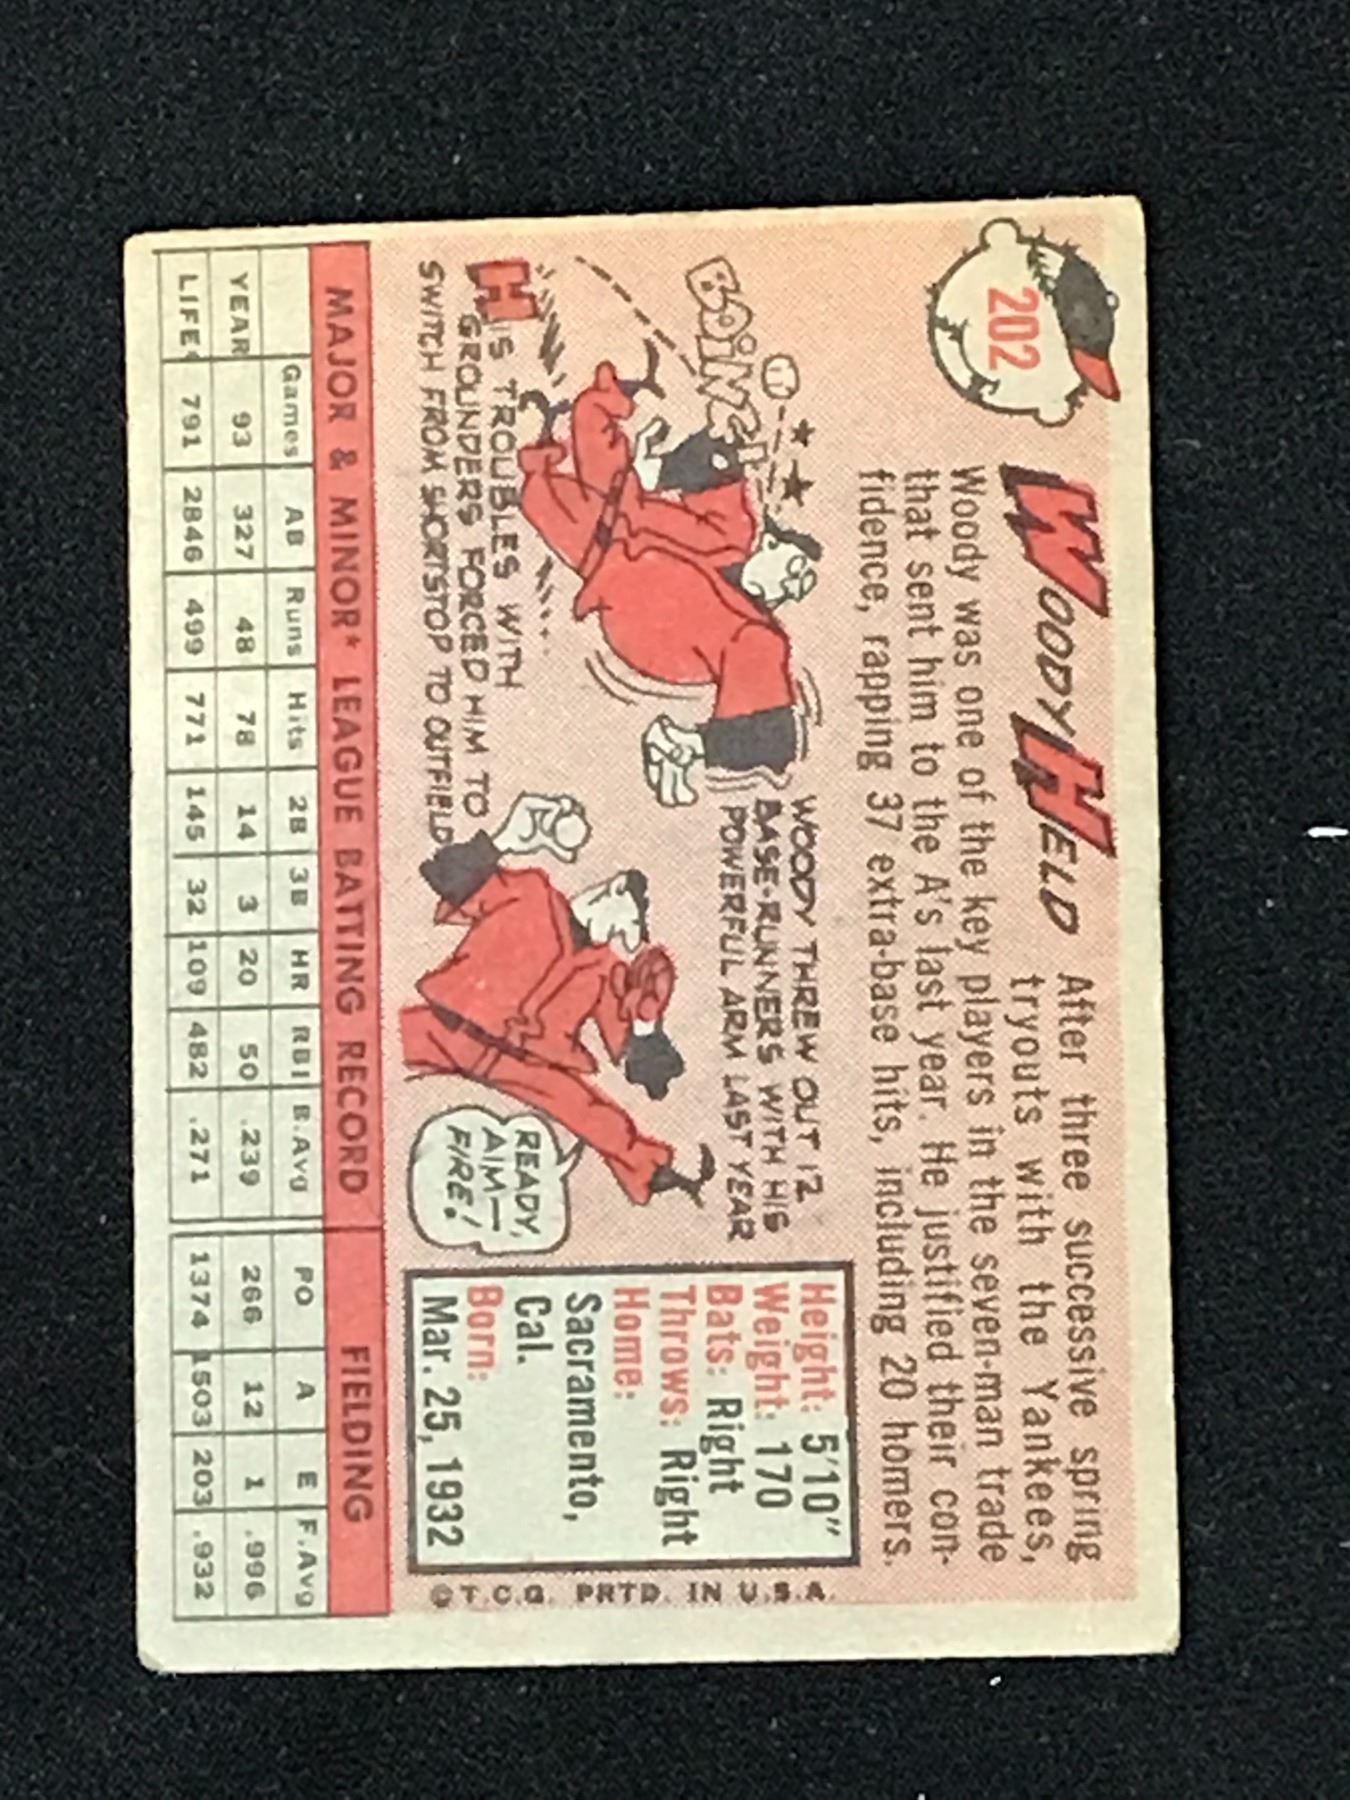 202
WOODY HELD
After three successive spring
tryouts with the Yankees,
Woody was one of the key players in the seven-man trade
that sent him to the A's last year. He justified their con-
fidence, rapping 37 extra-base hits, including 20 homers.
BOING!
HIS TROUBLES WITH
GROUNDERS FORCED HIM TO
SWITCH FROM SHORTSTOP TO OUTFIELD
WOODY THREW OUT 12
BASE-RUNNERS WITH HIS
POWERFUL ARM LAST YEAR
READY,
AIM—
FIRE!
Height: 5'10"
Weight: 170
Bats: Right
Throws: Right
Home:
Sacramento,
Cal.
Born:
Mar. 25, 1932
©T.C.G. PRTD. IN U.S.A.
MAJOR & MINOR* LEAGUE BATTING RECORD FIELDING
Games AB Runs Hits 2B 3B HR RBI B.Avg PO A E F.Avg
YEAR 93 327 48 78 14 3 20 50 .239 266 12 1 .996
LIFE 791 2846 499 771 145 32 109 482 .271 1374 1503 203 .932